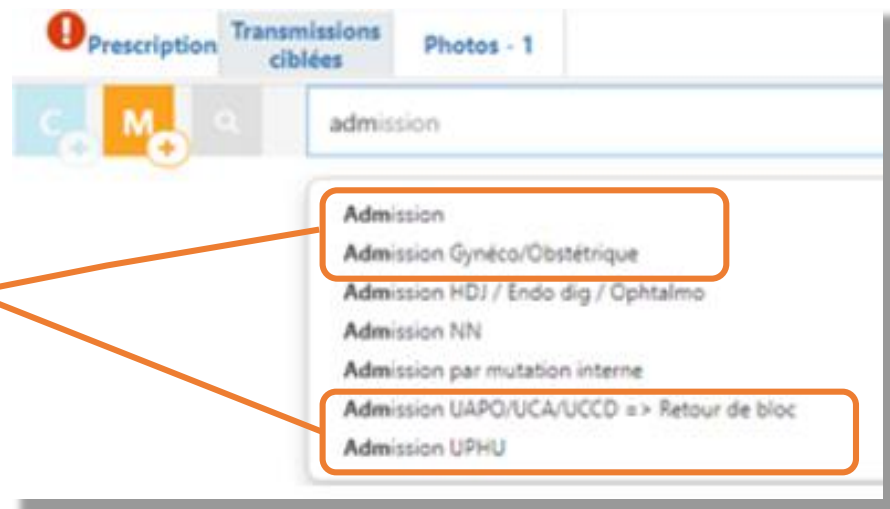 Prescription
Transmissions
ciblées
Photos - 1
C
M
admission
Admission
Admission Gynéco/Obstétrique
Admission HDJ / Endo dig / Ophtalmo
Admission NN
Admission par mutation interne
Admission UAPO/UCA/UCCD => Retour de bloc
Admission UPHU